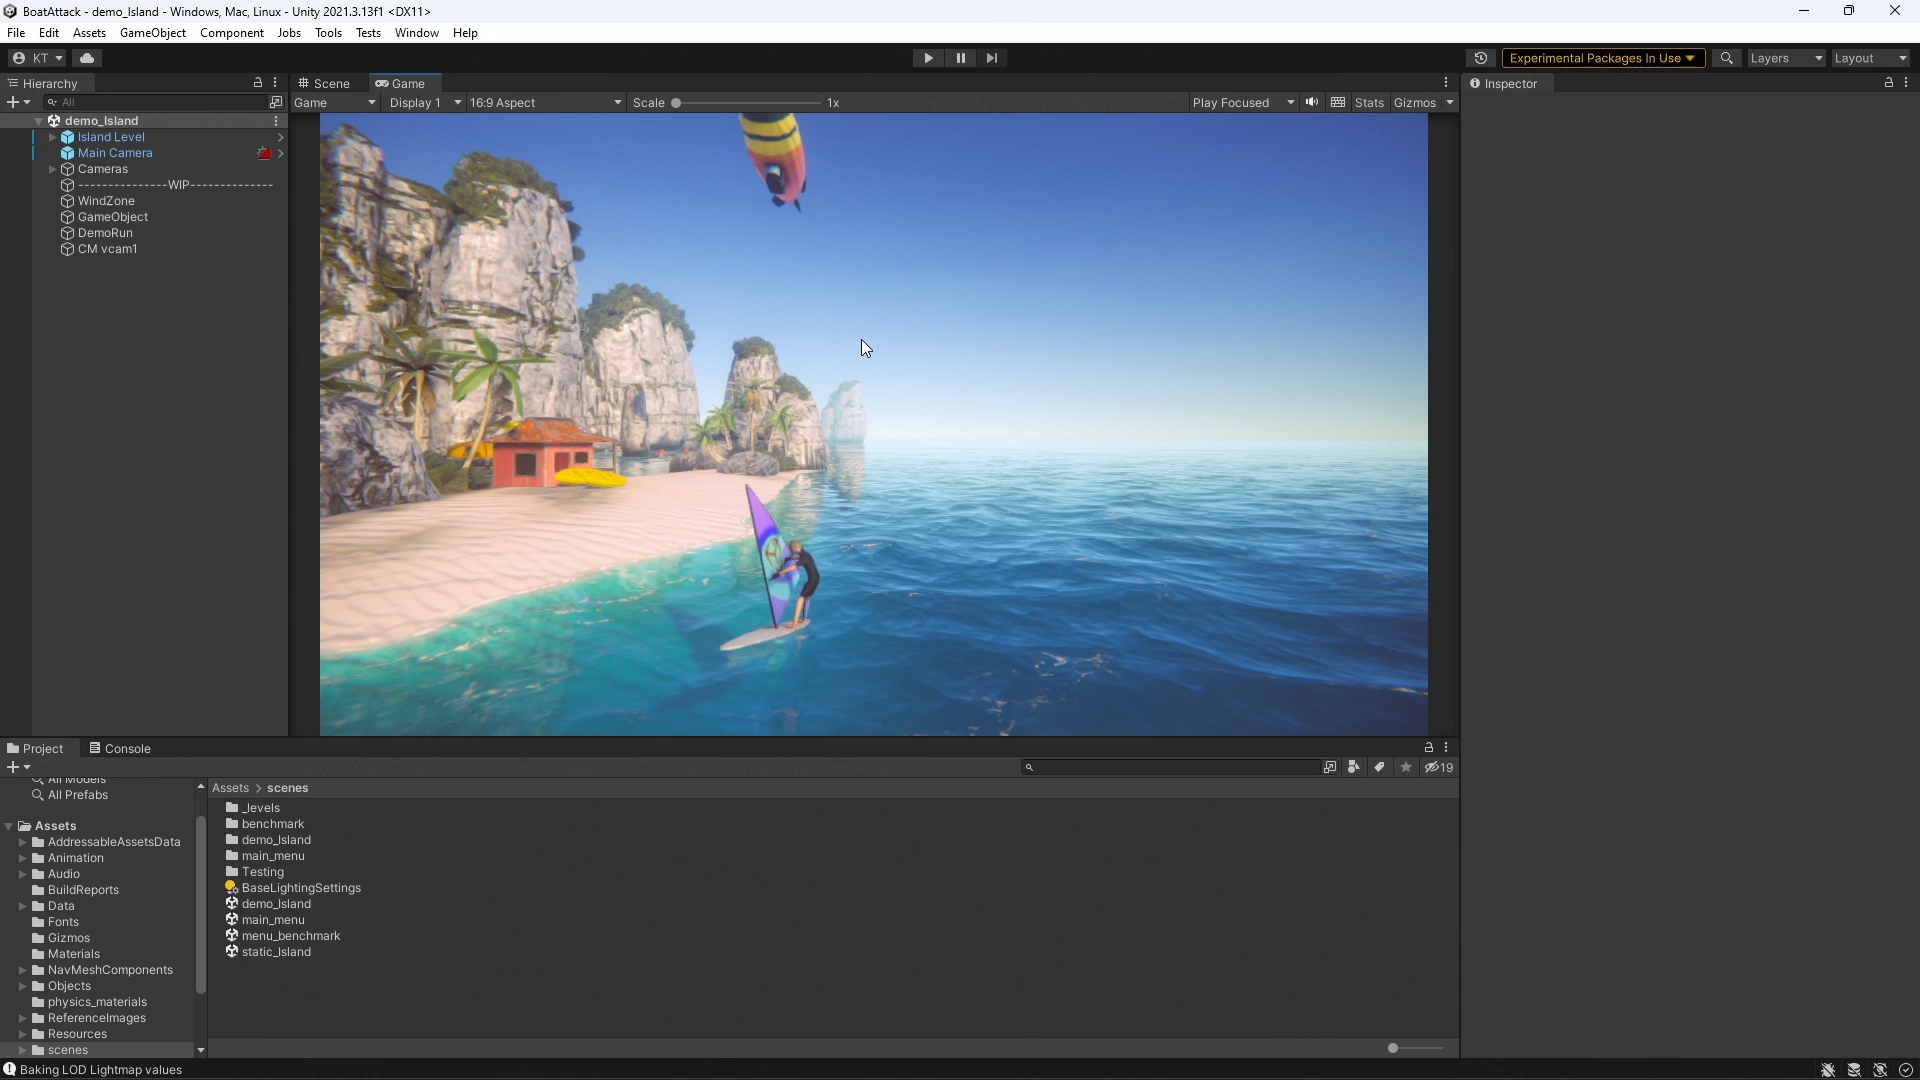 BoatAttack - demo_Island - Windows, Mac, Linux - Unity 2021.3.13f1 <DX11>
File Edit Assets GameObject Component Jobs Tools Tests Window Help
KT Experimental Packages In Use Layers Layout
Hierarchy Scene Game Inspector
All Game Display 1 16:9 Aspect Scale 1x Play Focused Stats Gizmos
demo_Island
Island Level
Main Camera
Cameras
---------------WIP--------------
WindZone
GameObject
DemoRun
CM vcam1
Project Console
19
All Models
All Prefabs
Assets
AddressableAssetsData
Animation
Audio
BuildReports
Data
Fonts
Gizmos
Materials
NavMeshComponents
Objects
physics_materials
ReferenceImages
Resources
scenes
Assets > scenes
_levels
benchmark
demo_Island
main_menu
Testing
BaseLightingSettings
demo_Island
main_menu
menu_benchmark
static_Island
Baking LOD Lightmap values